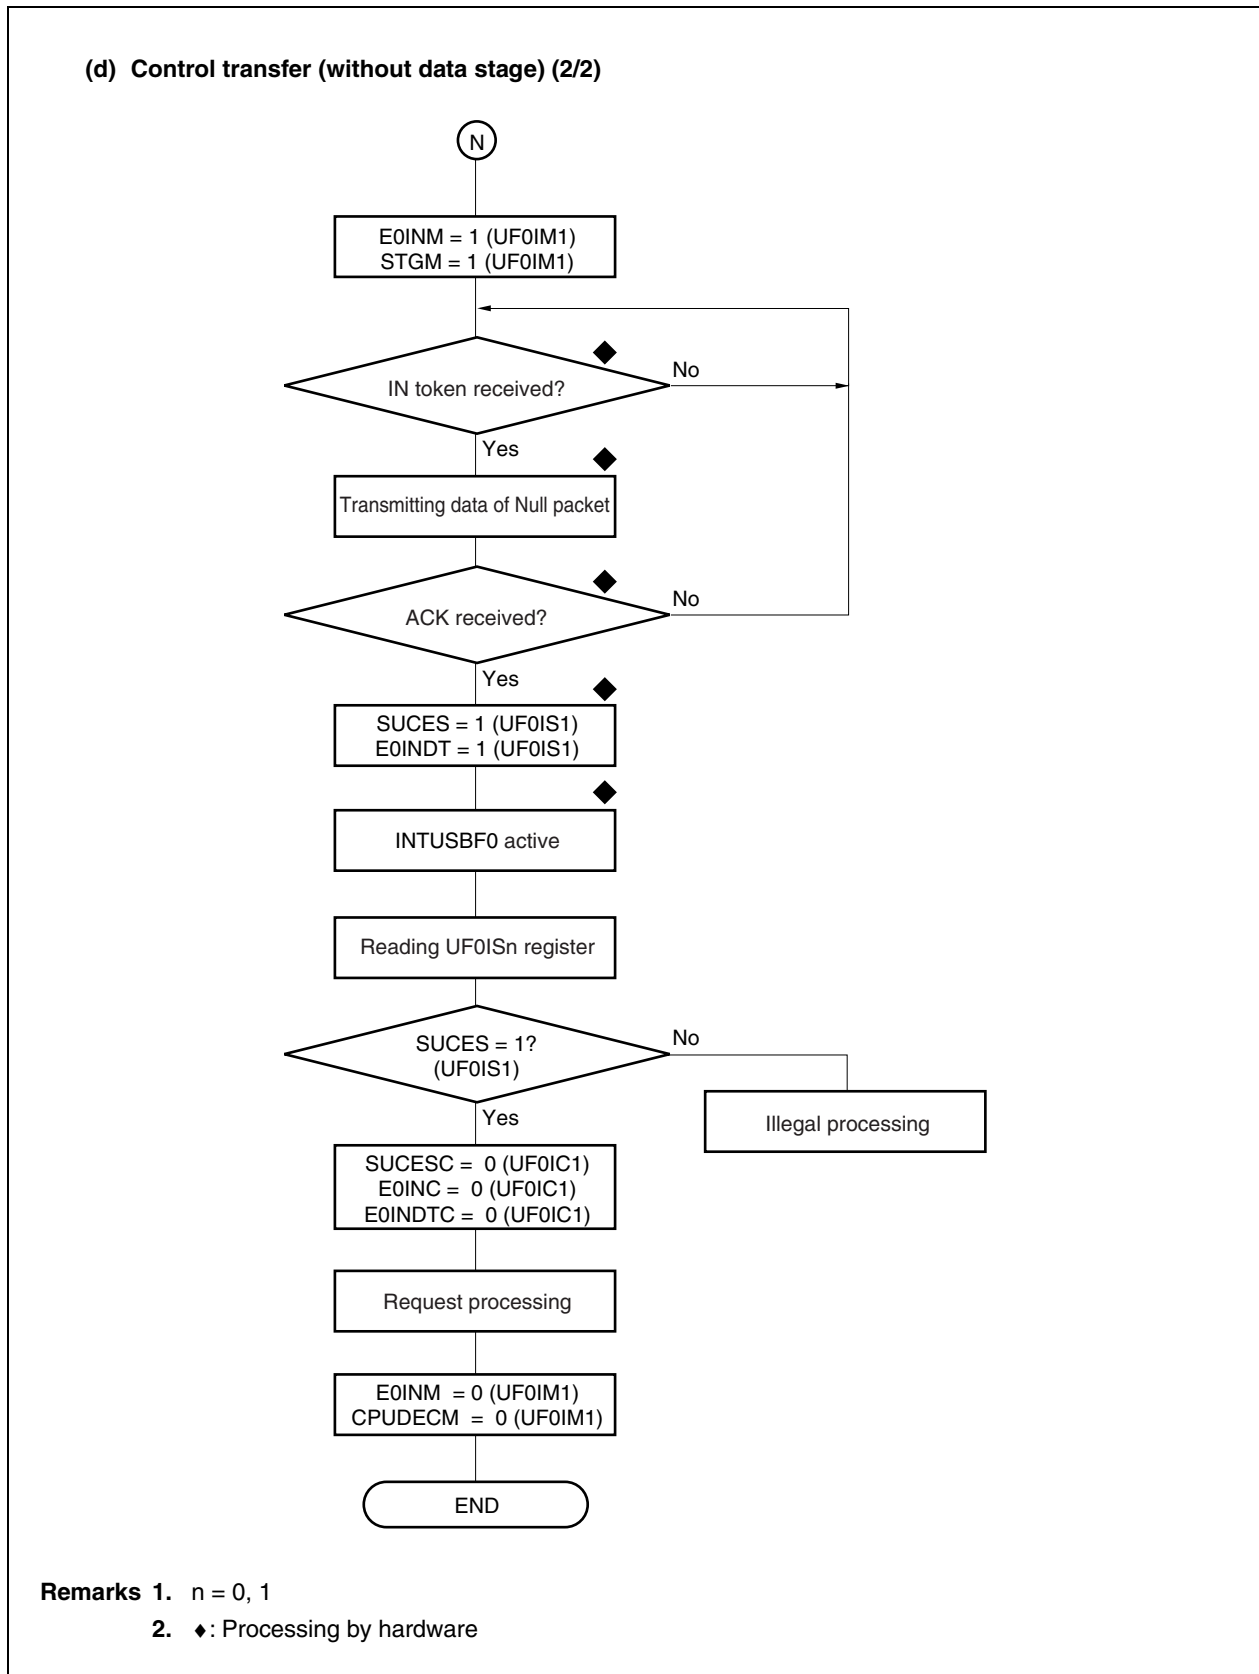 (d) Control transfer (without data stage) (2/2)
N
E0INM = 1 (UF0IM1)
STGM = 1 (UF0IM1)
IN token received?
No
Yes
Transmitting data of Null packet
ACK received?
No
Yes
SUCES = 1 (UF0IS1)
E0INDT = 1 (UF0IS1)
INTUSBF0 active
Reading UF0ISn register
SUCES = 1?
(UF0IS1)
No
Illegal processing
Yes
SUCESC = 0 (UF0IC1)
E0INC = 0 (UF0IC1)
E0INDTC = 0 (UF0IC1)
Request processing
E0INM = 0 (UF0IM1)
CPUDECM = 0 (UF0IM1)
END
Remarks 1. n = 0, 1
2. ♦: Processing by hardware